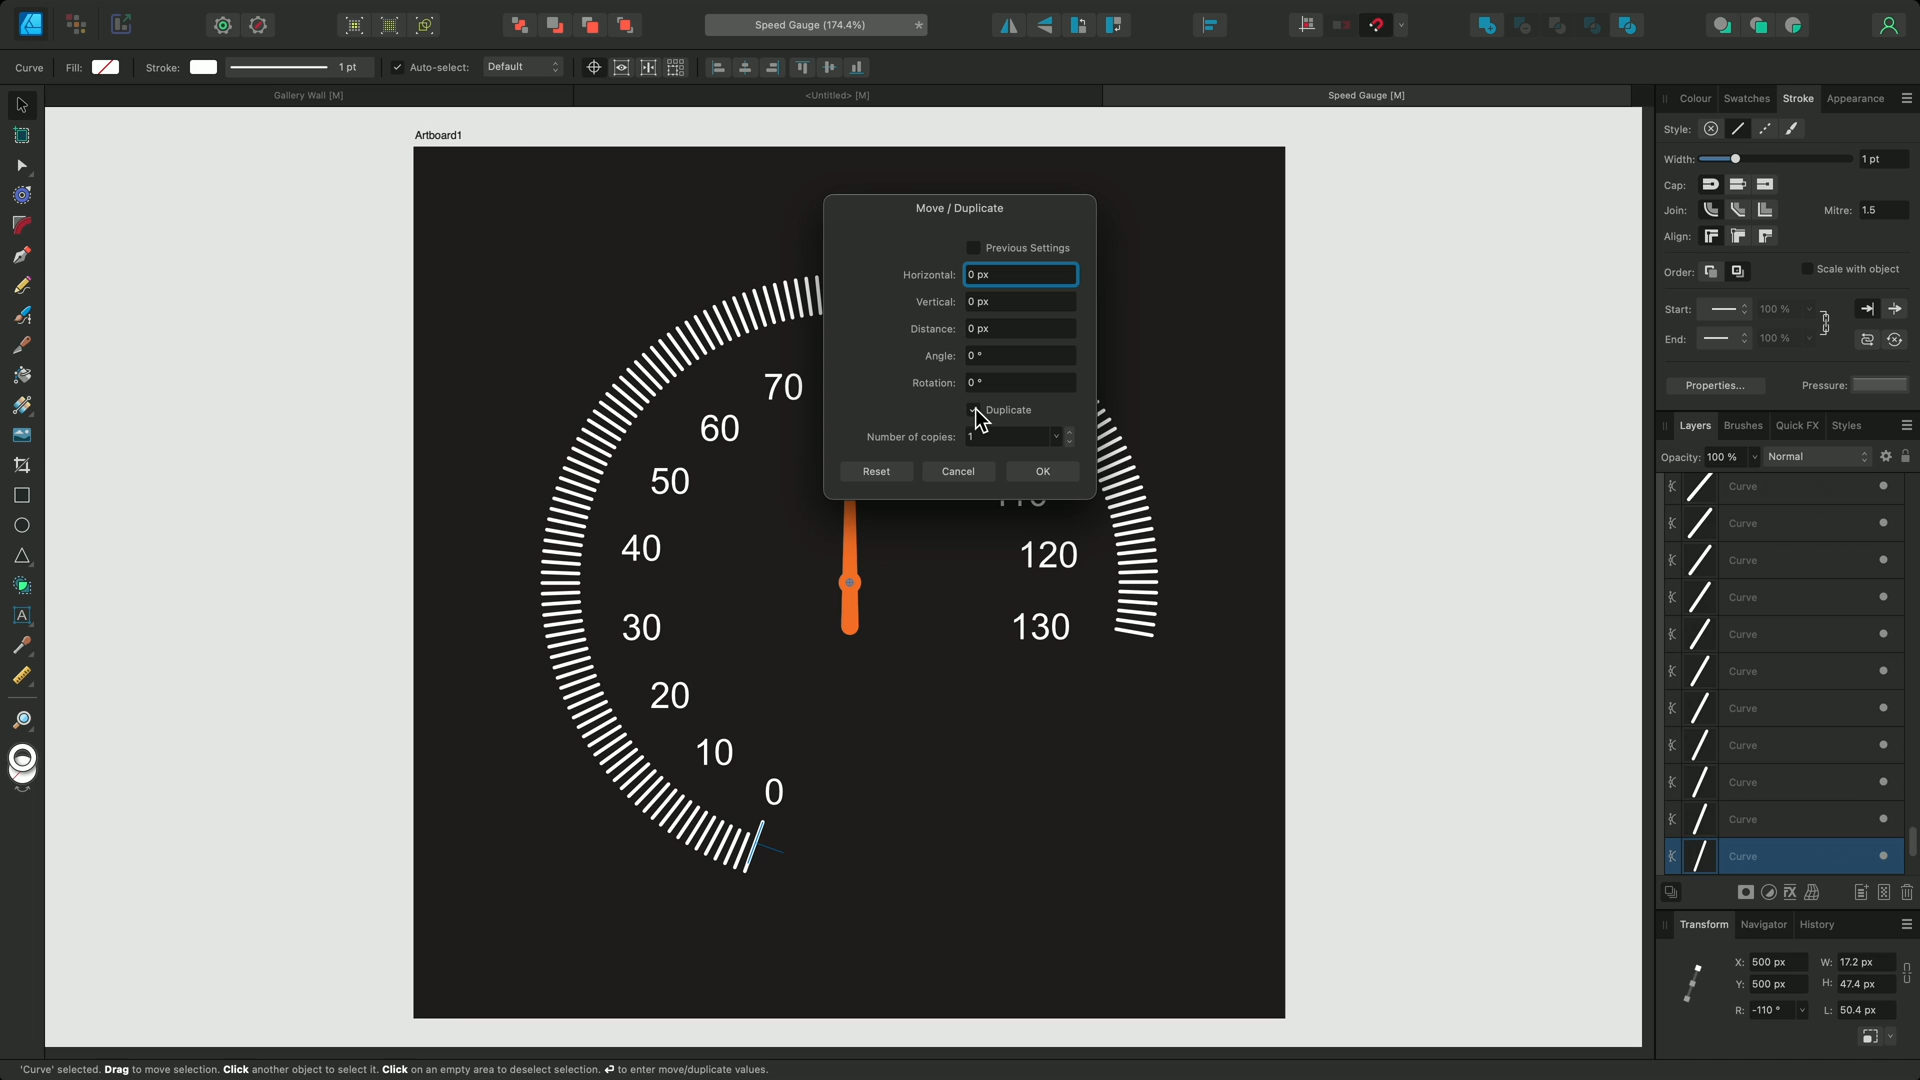 Speed Gauge (174.4%)
*
Curve
Fill:
Stroke:
1 pt
Auto-select:
Default
Gallery Wall [M]
<Untitled> [M]
Speed Gauge [M]
Colour
Swatches
Stroke
Appearance
Style:
Width:
1 pt
Cap:
Join:
Mitre:
1.5
Align:
Order:
Scale with object
Start:
100 %
End:
100 %
Properties...
Pressure:
Layers
Brushes
Quick FX
Styles
Opacity:
100 %
Normal
Curve
Curve
Curve
Curve
Curve
Curve
Curve
Curve
Curve
Curve
Curve
Transform
Navigator
History
X:
500 px
W:
17.2 px
Y:
500 px
H:
47.4 px
R:
-110 °
L:
50.4 px
Artboard1
Move / Duplicate
Previous Settings
Horizontal:
0 px
Vertical:
0 px
Distance:
0 px
Angle:
0 °
Rotation:
0 °
Duplicate
Number of copies:
1
Reset
Cancel
OK
70
60
50
40
30
20
10
0
110
120
130
A
'Curve' selected. Drag to move selection. Click another object to select it. Click on an empty area to deselect selection. ⏎ to enter move/duplicate values.